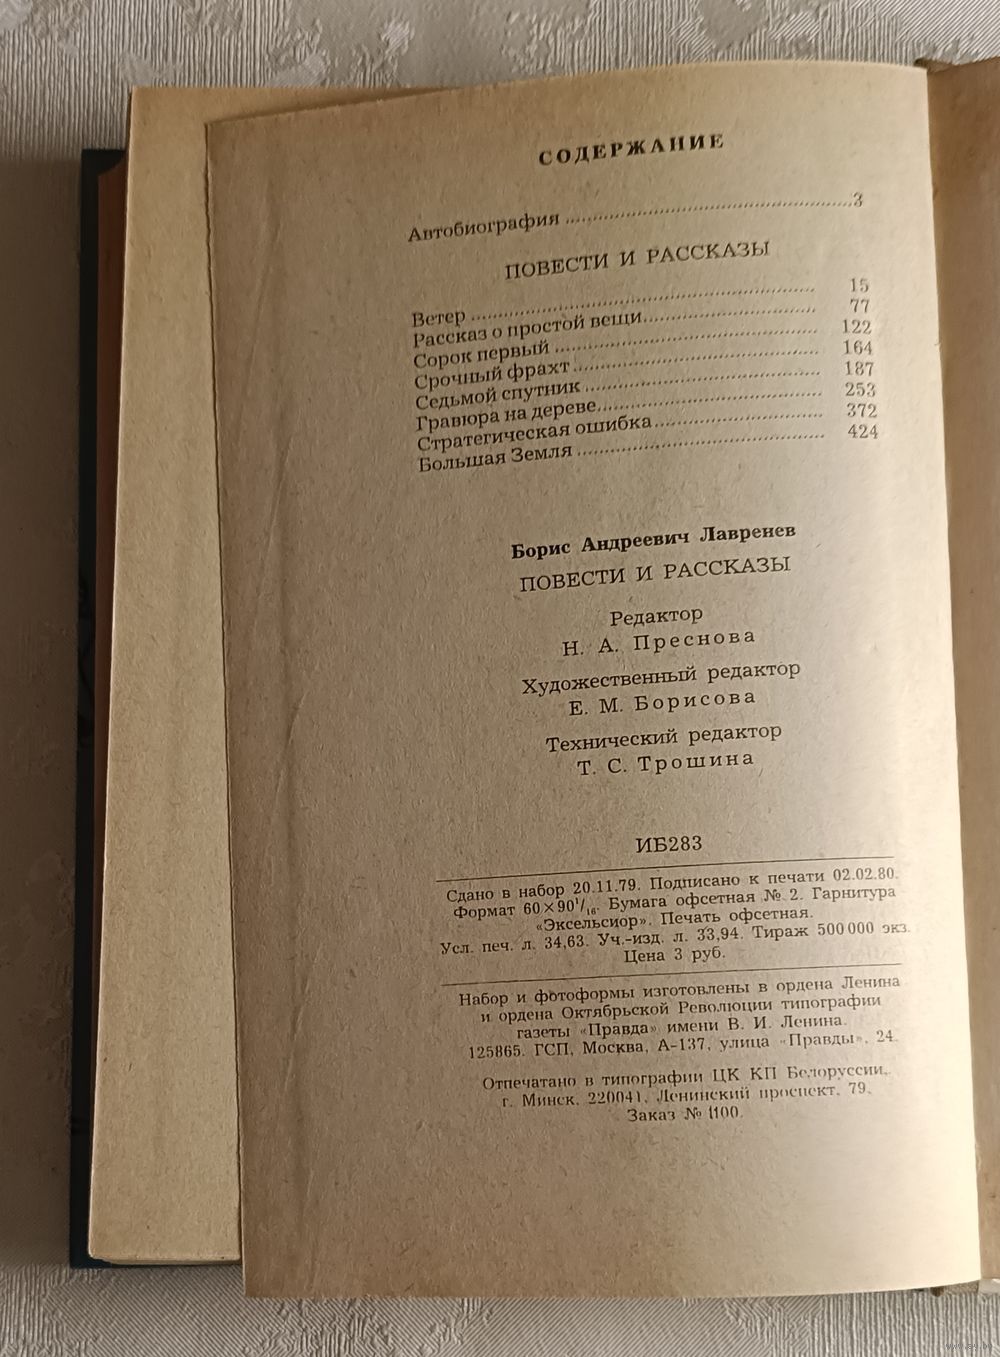 СОДЕРЖАНИЕ
Автобиография ........ 3
ПОВЕСТИ И РАССКАЗЫ
Ветер ........ 15
Рассказ о простой вещи ........ 77
Сорок первый ........ 122
Срочный фрахт ........ 164
Седьмой спутник ........ 187
Гравюра на дереве ........ 253
Стратегическая ошибка ........ 372
Большая Земля ........ 424
Борис Андреевич Лавренев
ПОВЕСТИ И РАССКАЗЫ
Редактор
Н. А. Преснова
Художественный редактор
Е. М. Борисова
Технический редактор
Т. С. Трошина
ИБ283
Сдано в набор 20.11.79. Подписано к печати 02.02.80.
Формат 60×90¹/₁₆. Бумага офсетная № 2. Гарнитура
«Эксельсиор». Печать офсетная.
Усл. печ. л. 34,63. Уч.-изд. л. 33,94. Тираж 500 000 экз.
Цена 3 руб.
Набор и фотоформы изготовлены в ордена Ленина
и ордена Октябрьской Революции типографии
газеты «Правда» имени В. И. Ленина.
125865. ГСП, Москва, А-137, улица «Правды», 24.
Отпечатано в типографии ЦК КП Белоруссии,
г. Минск, 220041, Ленинский проспект, 79.
Заказ № 1100.